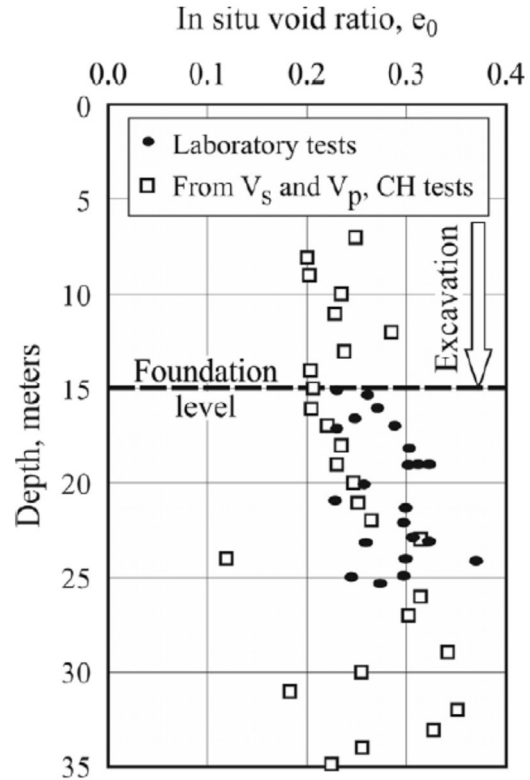 In situ void ratio, e₀
0.0 0.1 0.2 0.3 0.4
0
5
10
15
20
25
30
35
Depth, meters
Laboratory tests
From Vₛ and Vₚ, CH tests
Excavation
Foundation
level